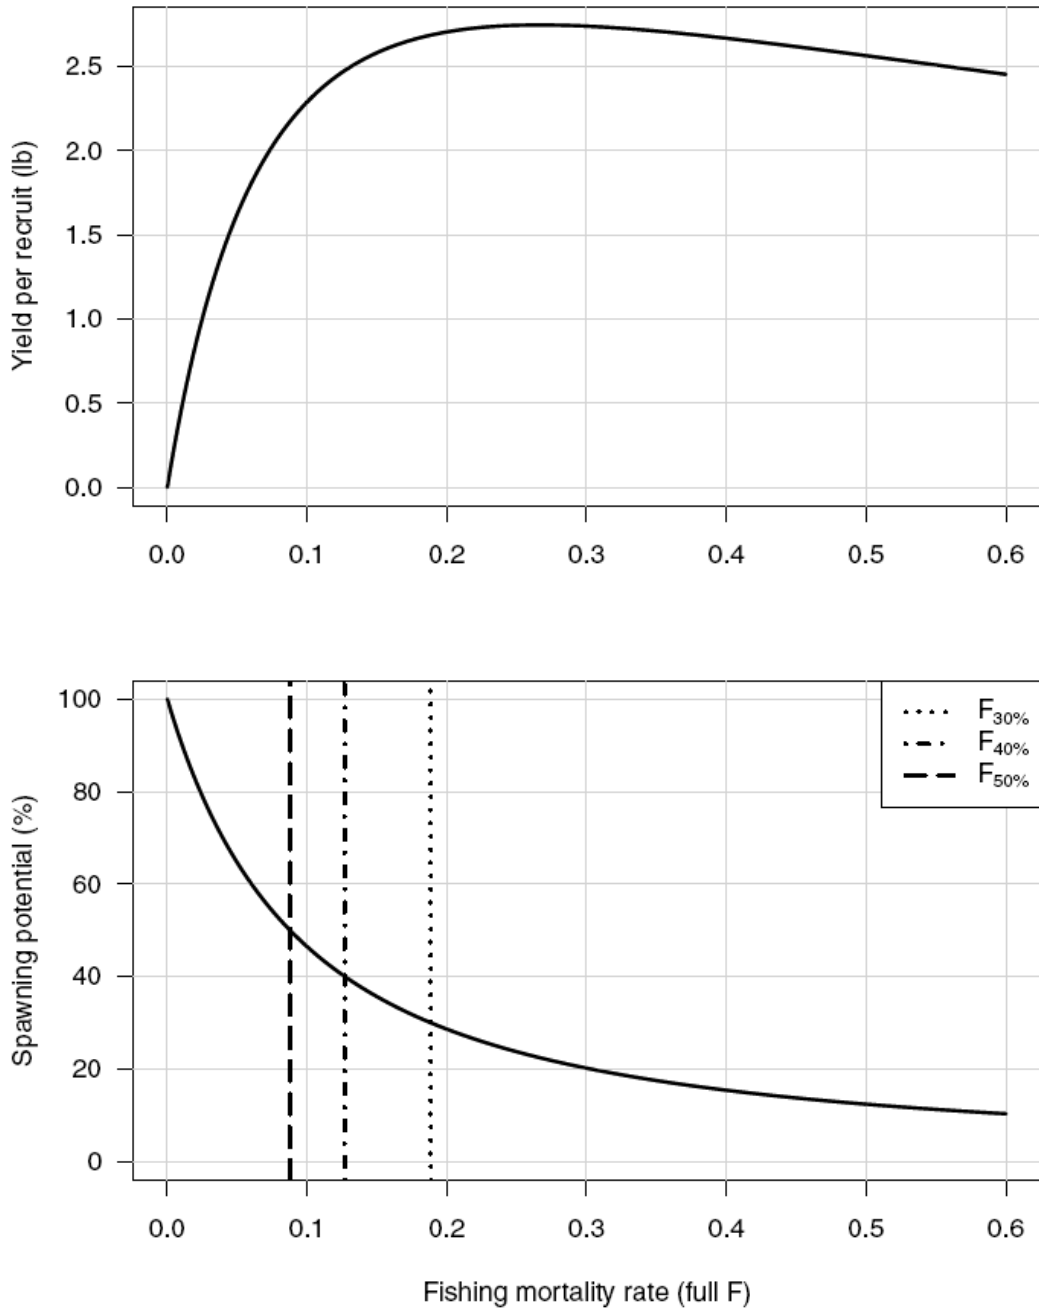 Yield per recruit (lb)
2.5
2.0
1.5
1.0
0.5
0.0
0.0 0.1 0.2 0.3 0.4 0.5 0.6
Spawning potential (%)
100
80
60
40
20
0
F30%
F40%
F50%
0.0 0.1 0.2 0.3 0.4 0.5 0.6
Fishing mortality rate (full F)